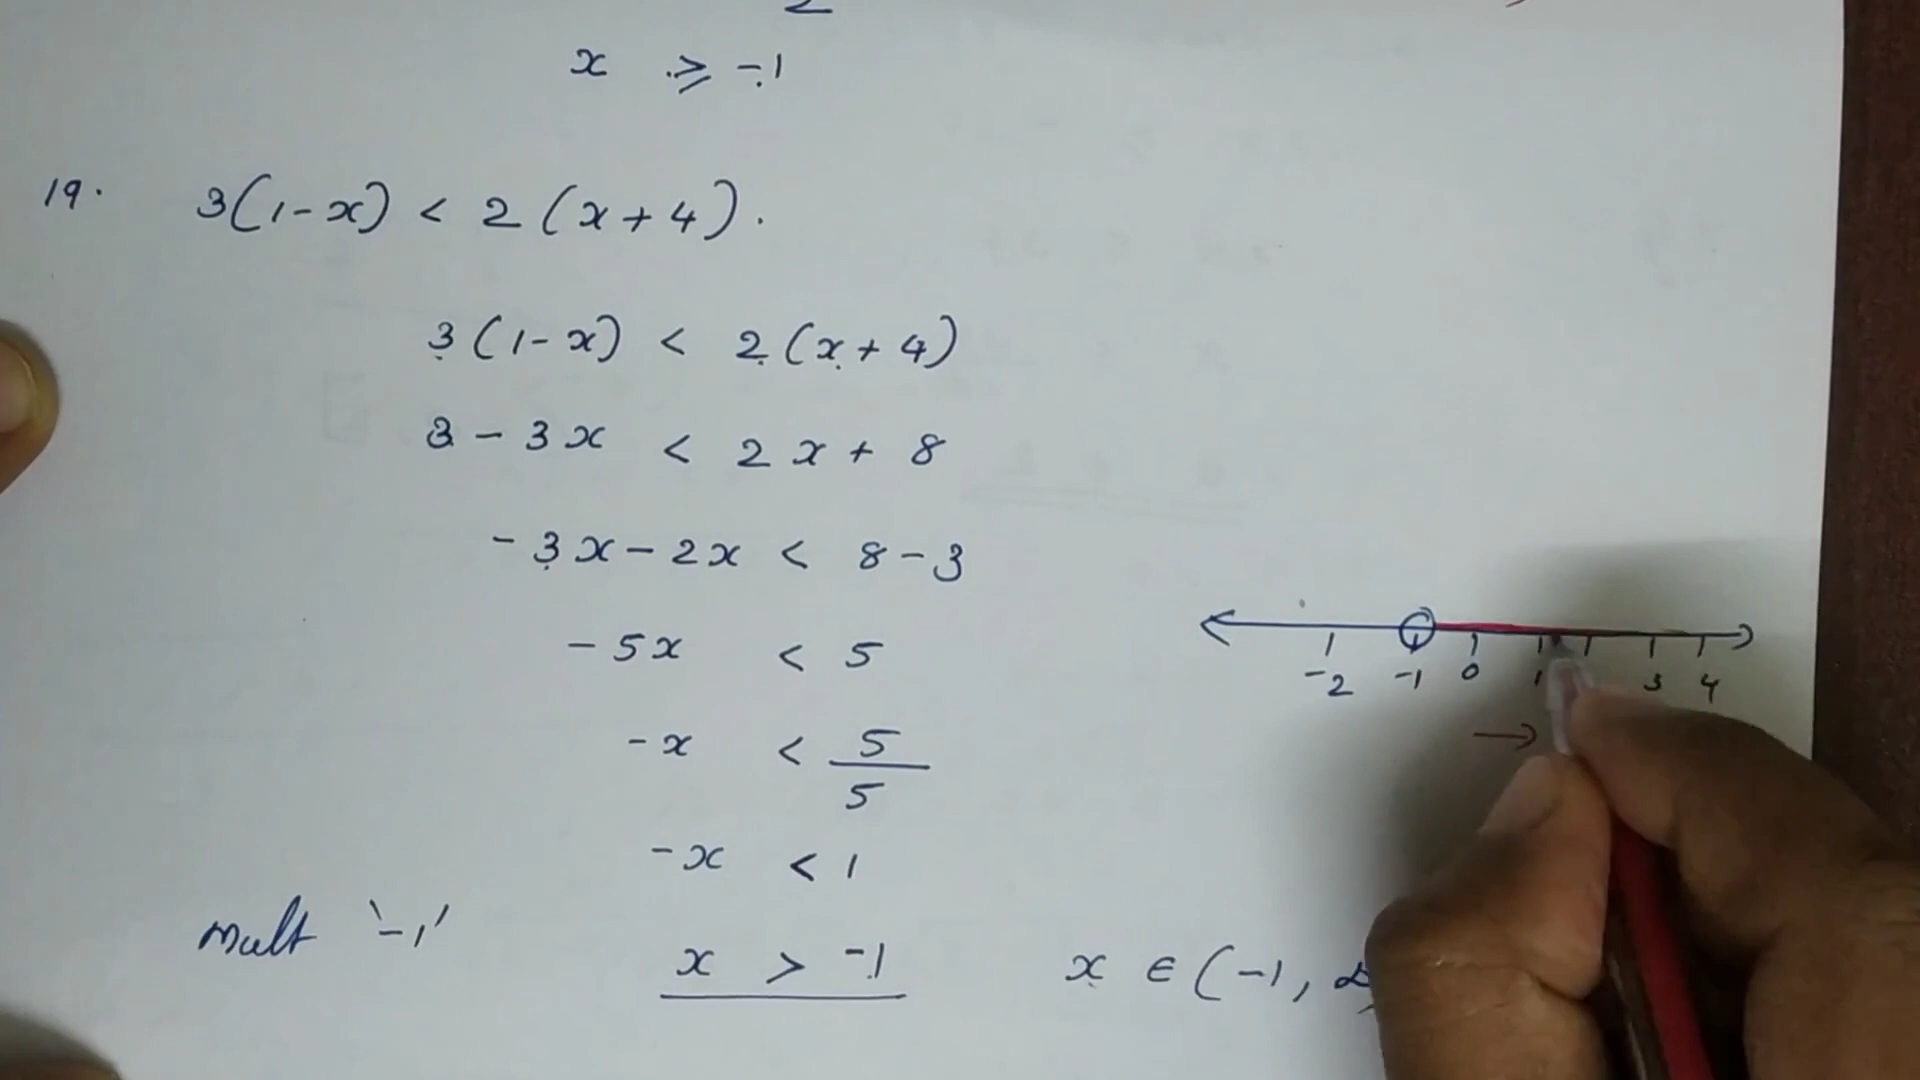 2
x ⩾ -1
19. 3(1-x) < 2(x+4).
3(1-x) < 2(x+4)
3 - 3x < 2x + 8
-3x - 2x < 8 - 3
-5x < 5
-x < 5/5
-x < 1
mult '-1'
x > -1
x ∈ (-1, ∞
-2 -1 0 1 3 4